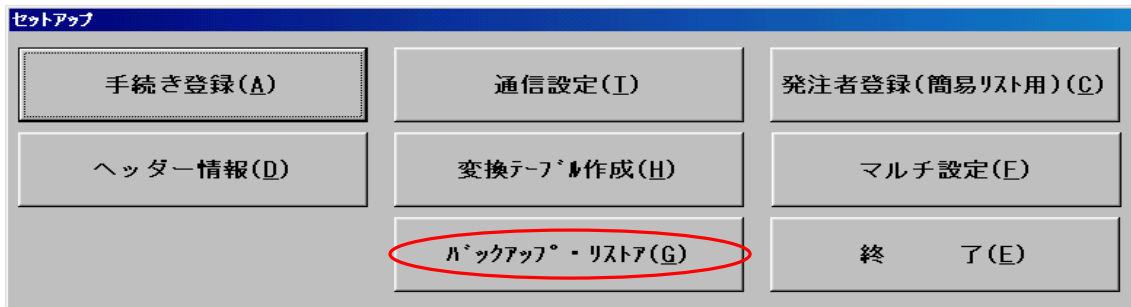 セットアップ
手続き登録(A)
通信設定(I)
発注者登録(簡易ﾘｽﾄ用)(C)
ヘッダー情報(D)
変換ﾃｰﾌﾞﾙ作成(H)
マルチ設定(F)
ﾊﾞｯｸｱｯﾌﾟ・ﾘｽﾄｱ(G)
終　　了(E)